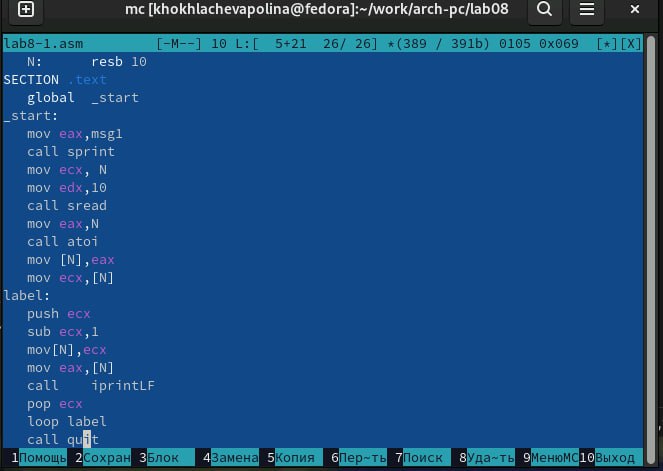 mc [khokhlachevapolina@fedora]:~/work/arch-pc/lab08
lab8-1.asm [-M--] 10 L:[ 5+21 26/ 26] *(389 / 391b) 0105 0x069 [*][X]
N: resb 10
SECTION .text
global _start
_start:
mov eax,msg1
call sprint
mov ecx, N
mov edx,10
call sread
mov eax,N
call atoi
mov [N],eax
mov ecx,[N]
label:
push ecx
sub ecx,1
mov[N],ecx
mov eax,[N]
call iprintLF
pop ecx
loop label
call quit
1Помощь 2Сохран 3Блок 4Замена 5Копия 6Пер~ть 7Поиск 8Уда~ть 9МенюMC 10Выход